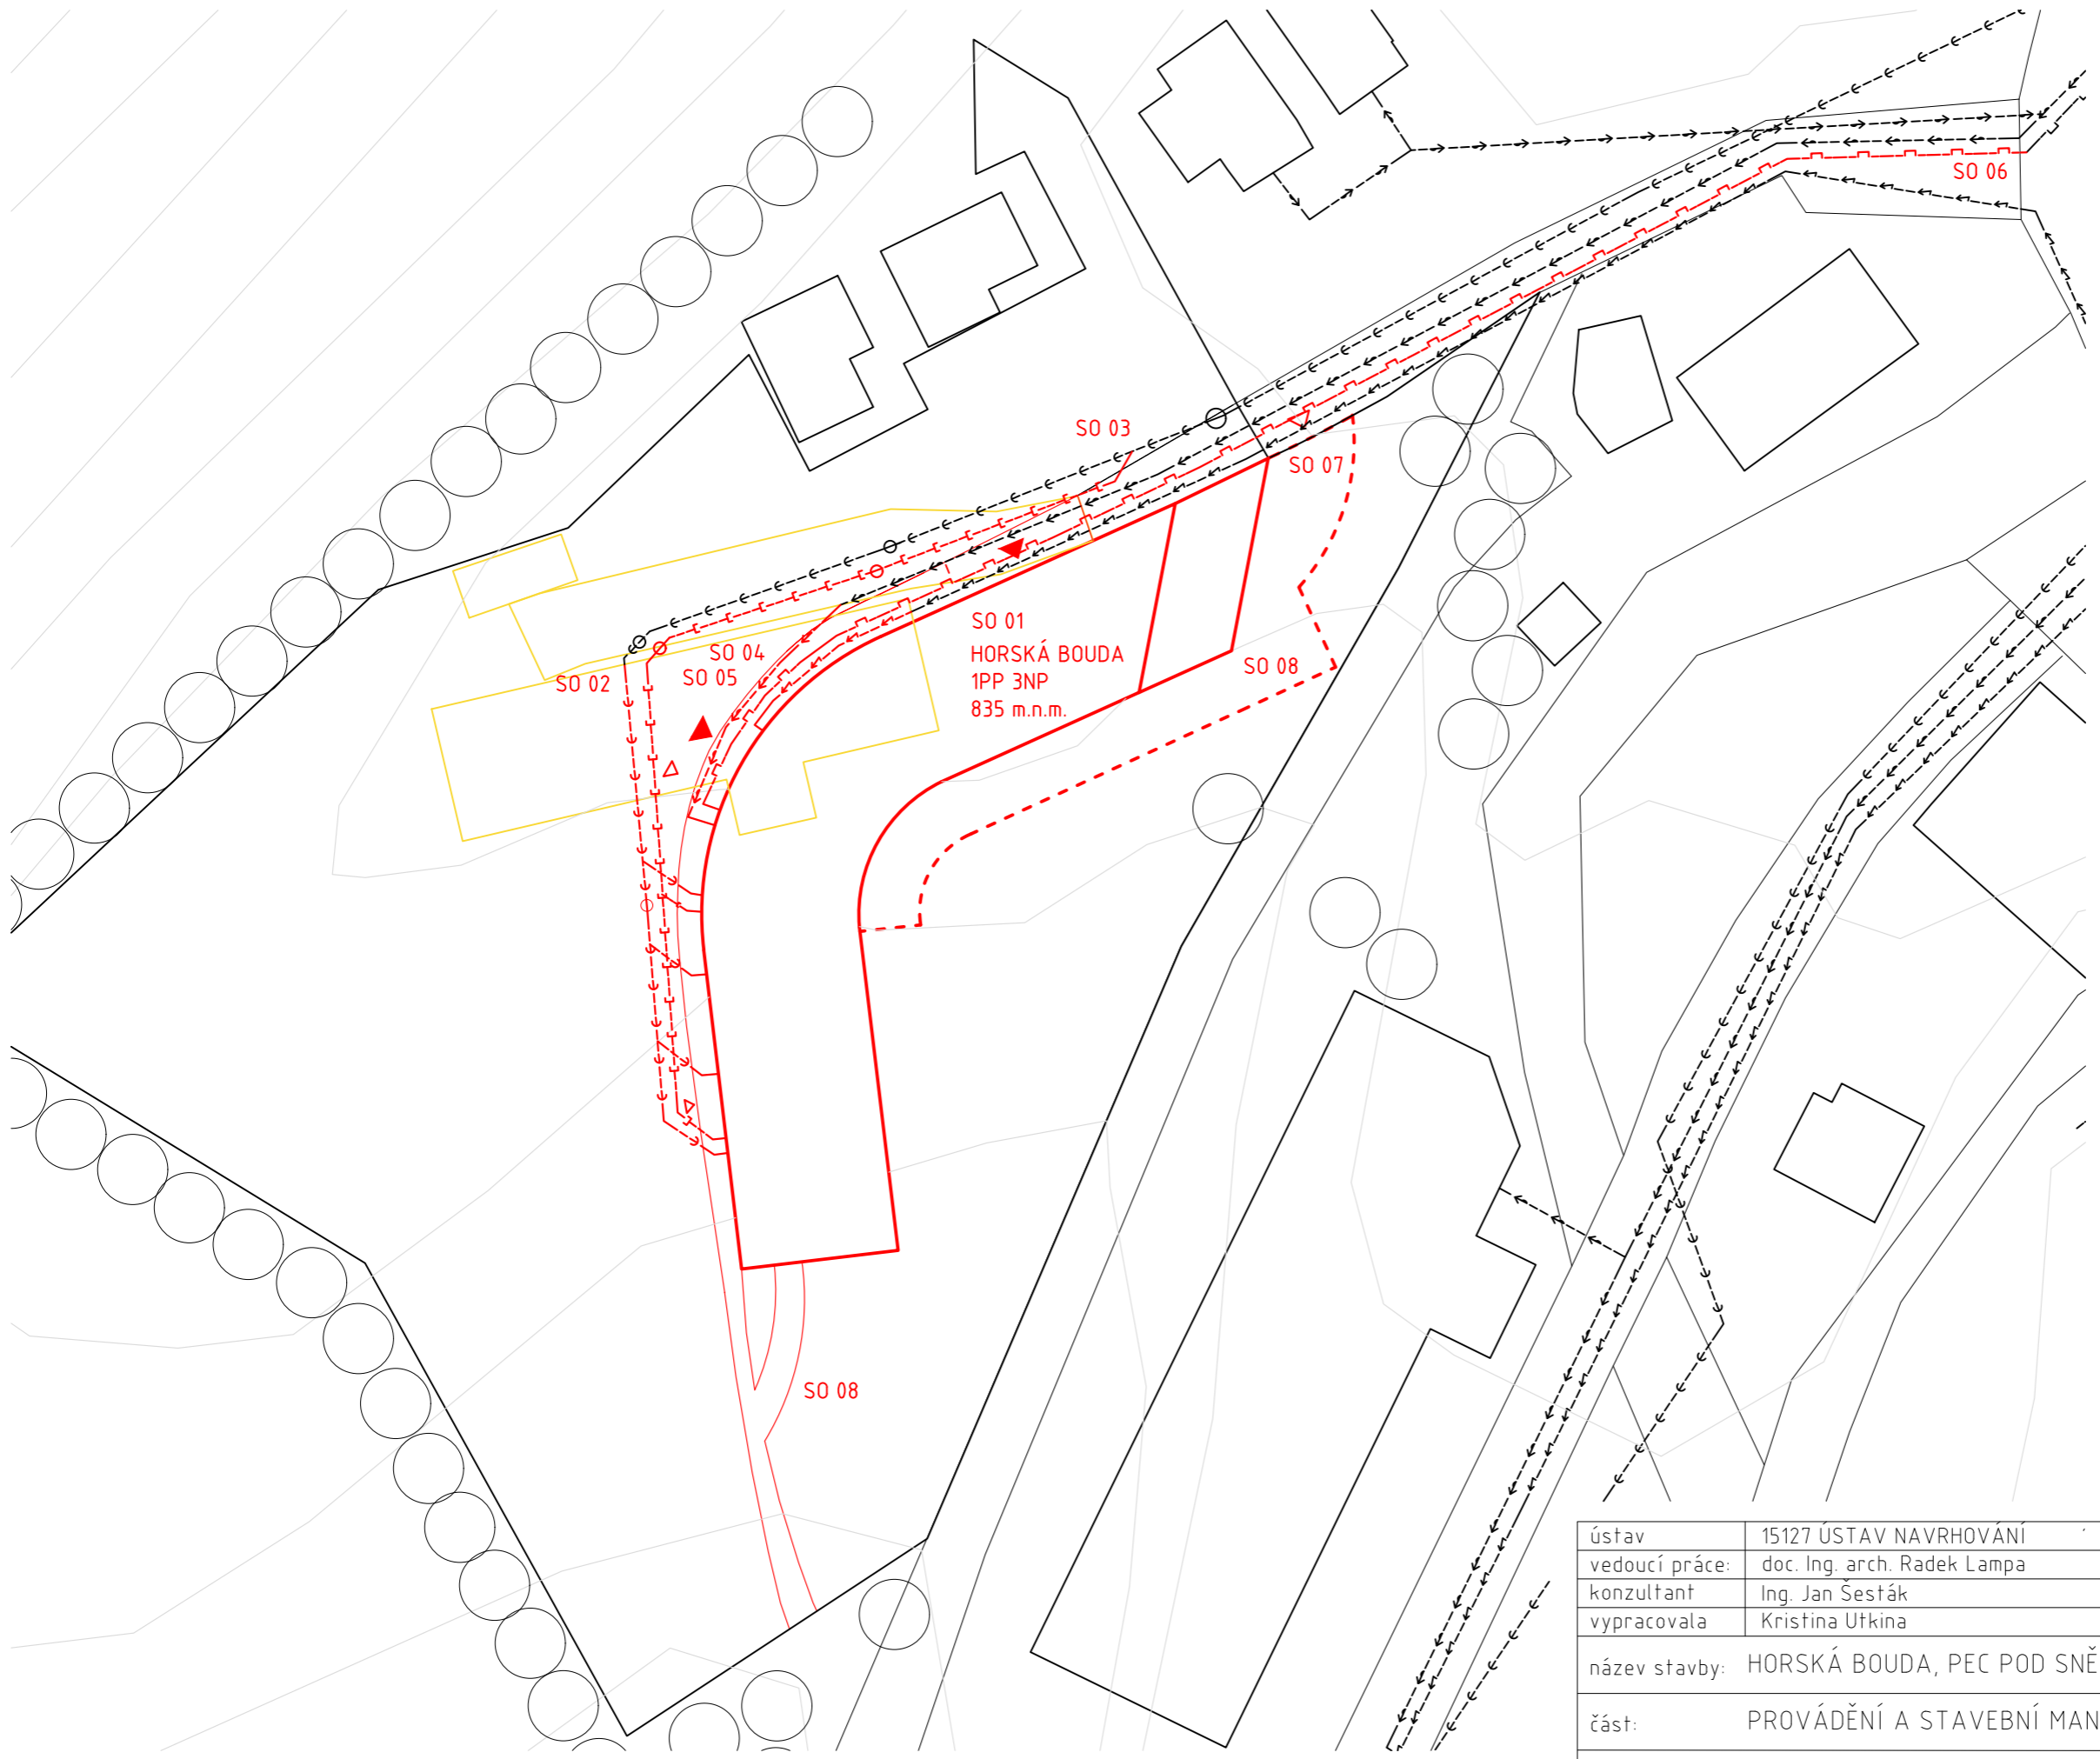 SO 06
SO 03
SO 07
SO 01
HORSKÁ BOUDA
1PP 3NP
835 m.n.m.
SO 04
SO 05
SO 02
SO 08
SO 08
ústav 15127 ÚSTAV NAVRHOVÁNÍ
vedoucí práce: doc. Ing. arch. Radek Lampa
konzultant Ing. Jan Šesták
vypracovala Kristina Utkina
název stavby: HORSKÁ BOUDA, PEC POD SNĚ
část: PROVÁDĚNÍ A STAVEBNÍ MAN